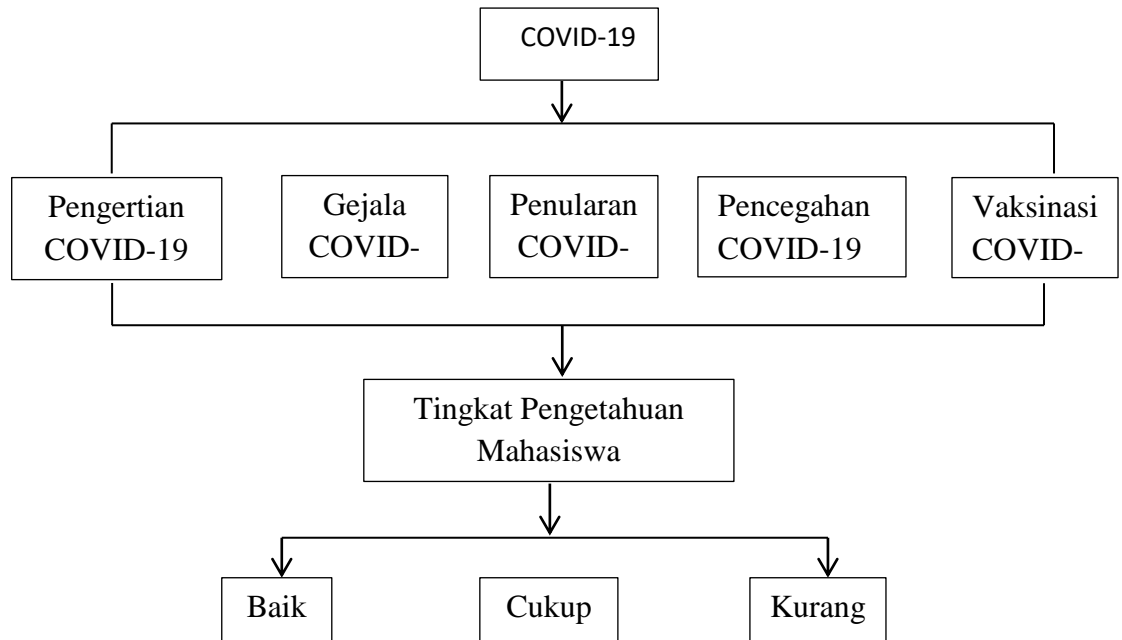 COVID-19
Pengertian
COVID-19
Gejala
COVID-
Penularan
COVID-
Pencegahan
COVID-19
Vaksinasi
COVID-
Tingkat Pengetahuan
Mahasiswa
Baik
Cukup
Kurang